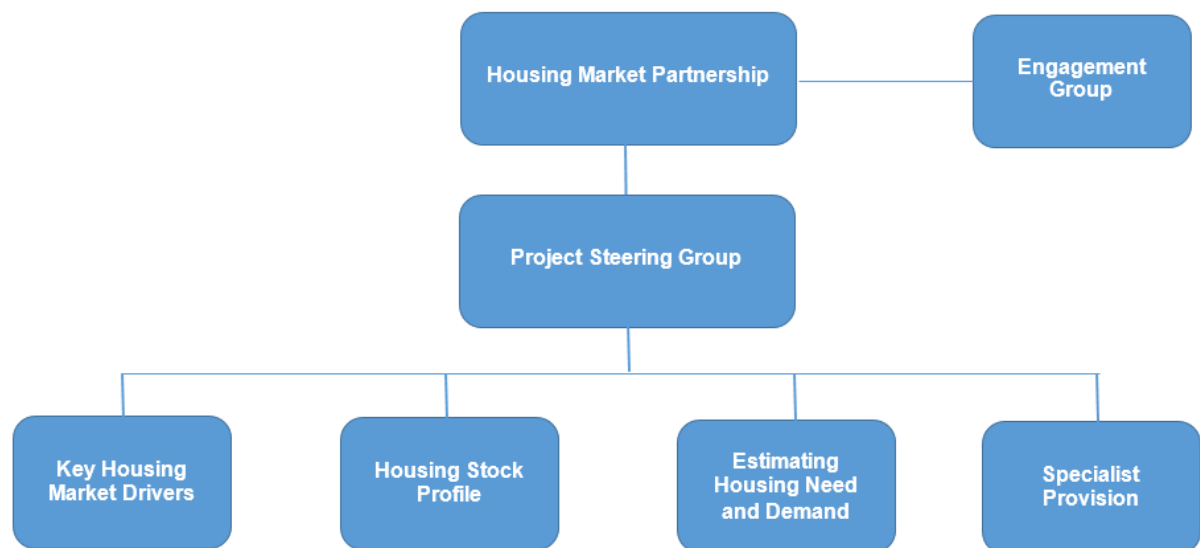 Housing Market Partnership
Engagement
Group
Project Steering Group
Key Housing
Market Drivers
Housing Stock
Profile
Estimating
Housing Need
and Demand
Specialist
Provision